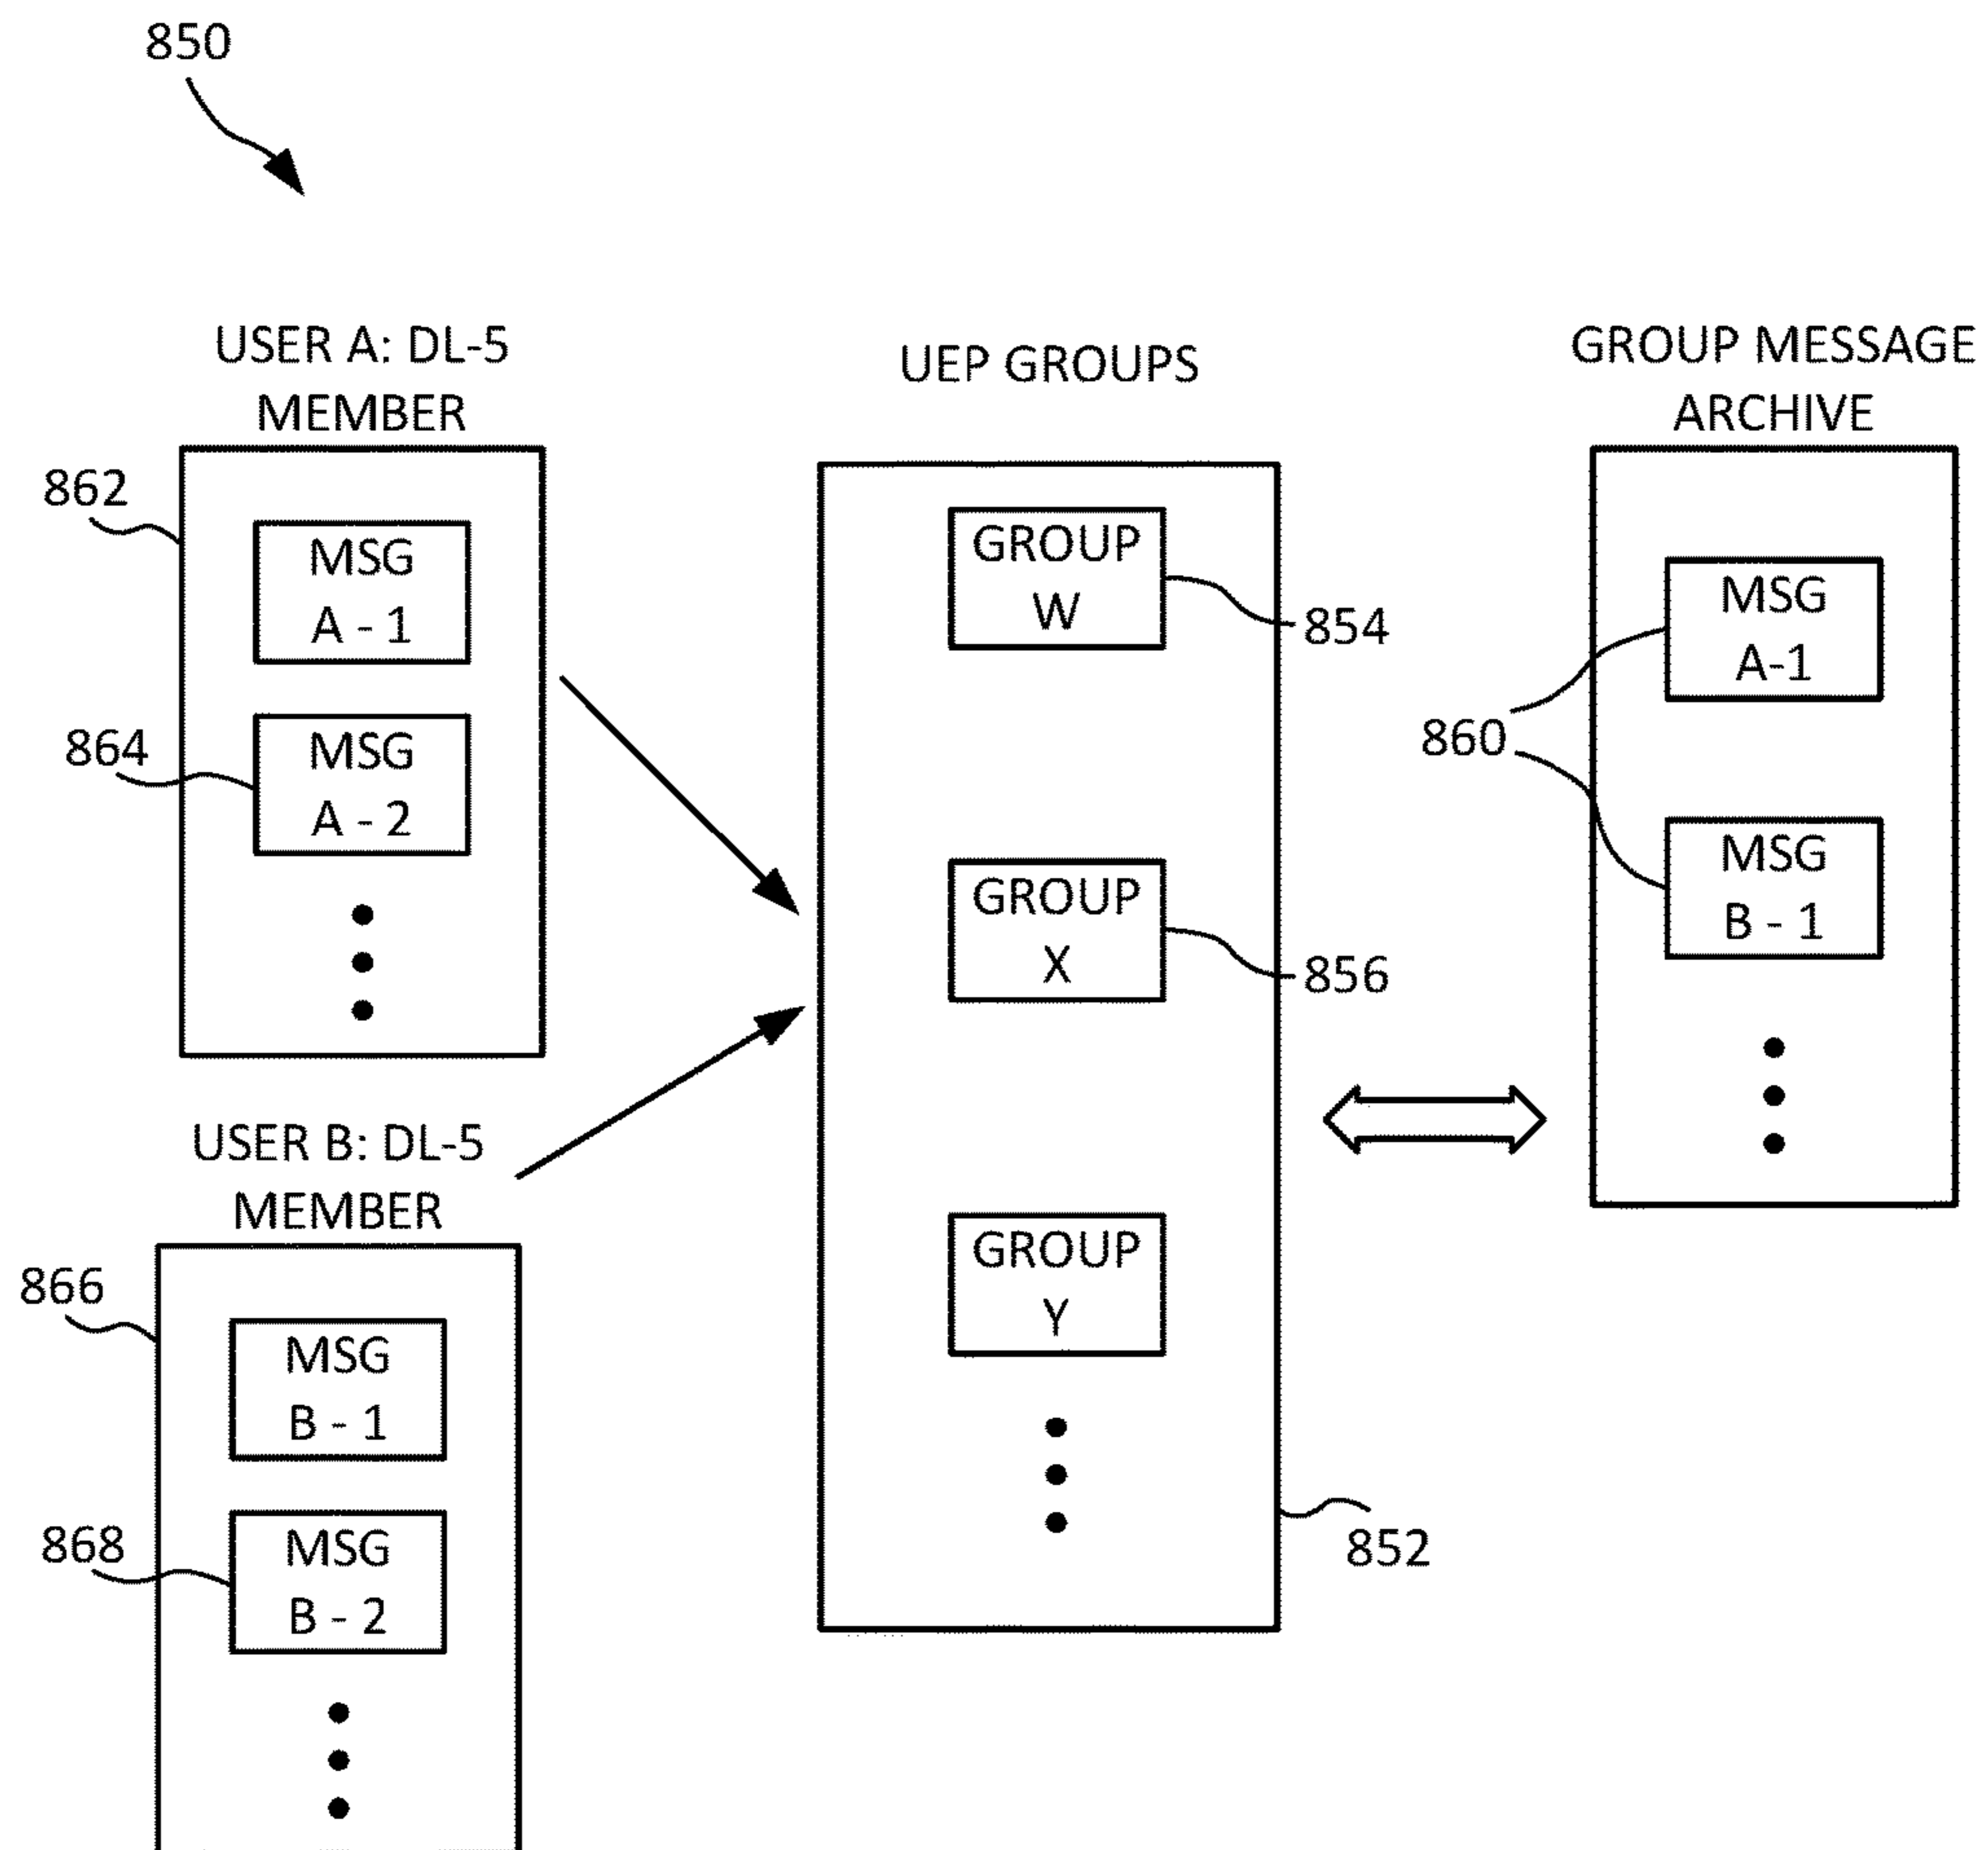 850
USER A: DL-5
MEMBER
862
MSG
A - 1
864
MSG
A - 2
USER B: DL-5
MEMBER
866
MSG
B - 1
868
MSG
B - 2
UEP GROUPS
GROUP
W
854
GROUP
X
856
GROUP
Y
852
GROUP MESSAGE
ARCHIVE
MSG
A-1
860
MSG
B - 1